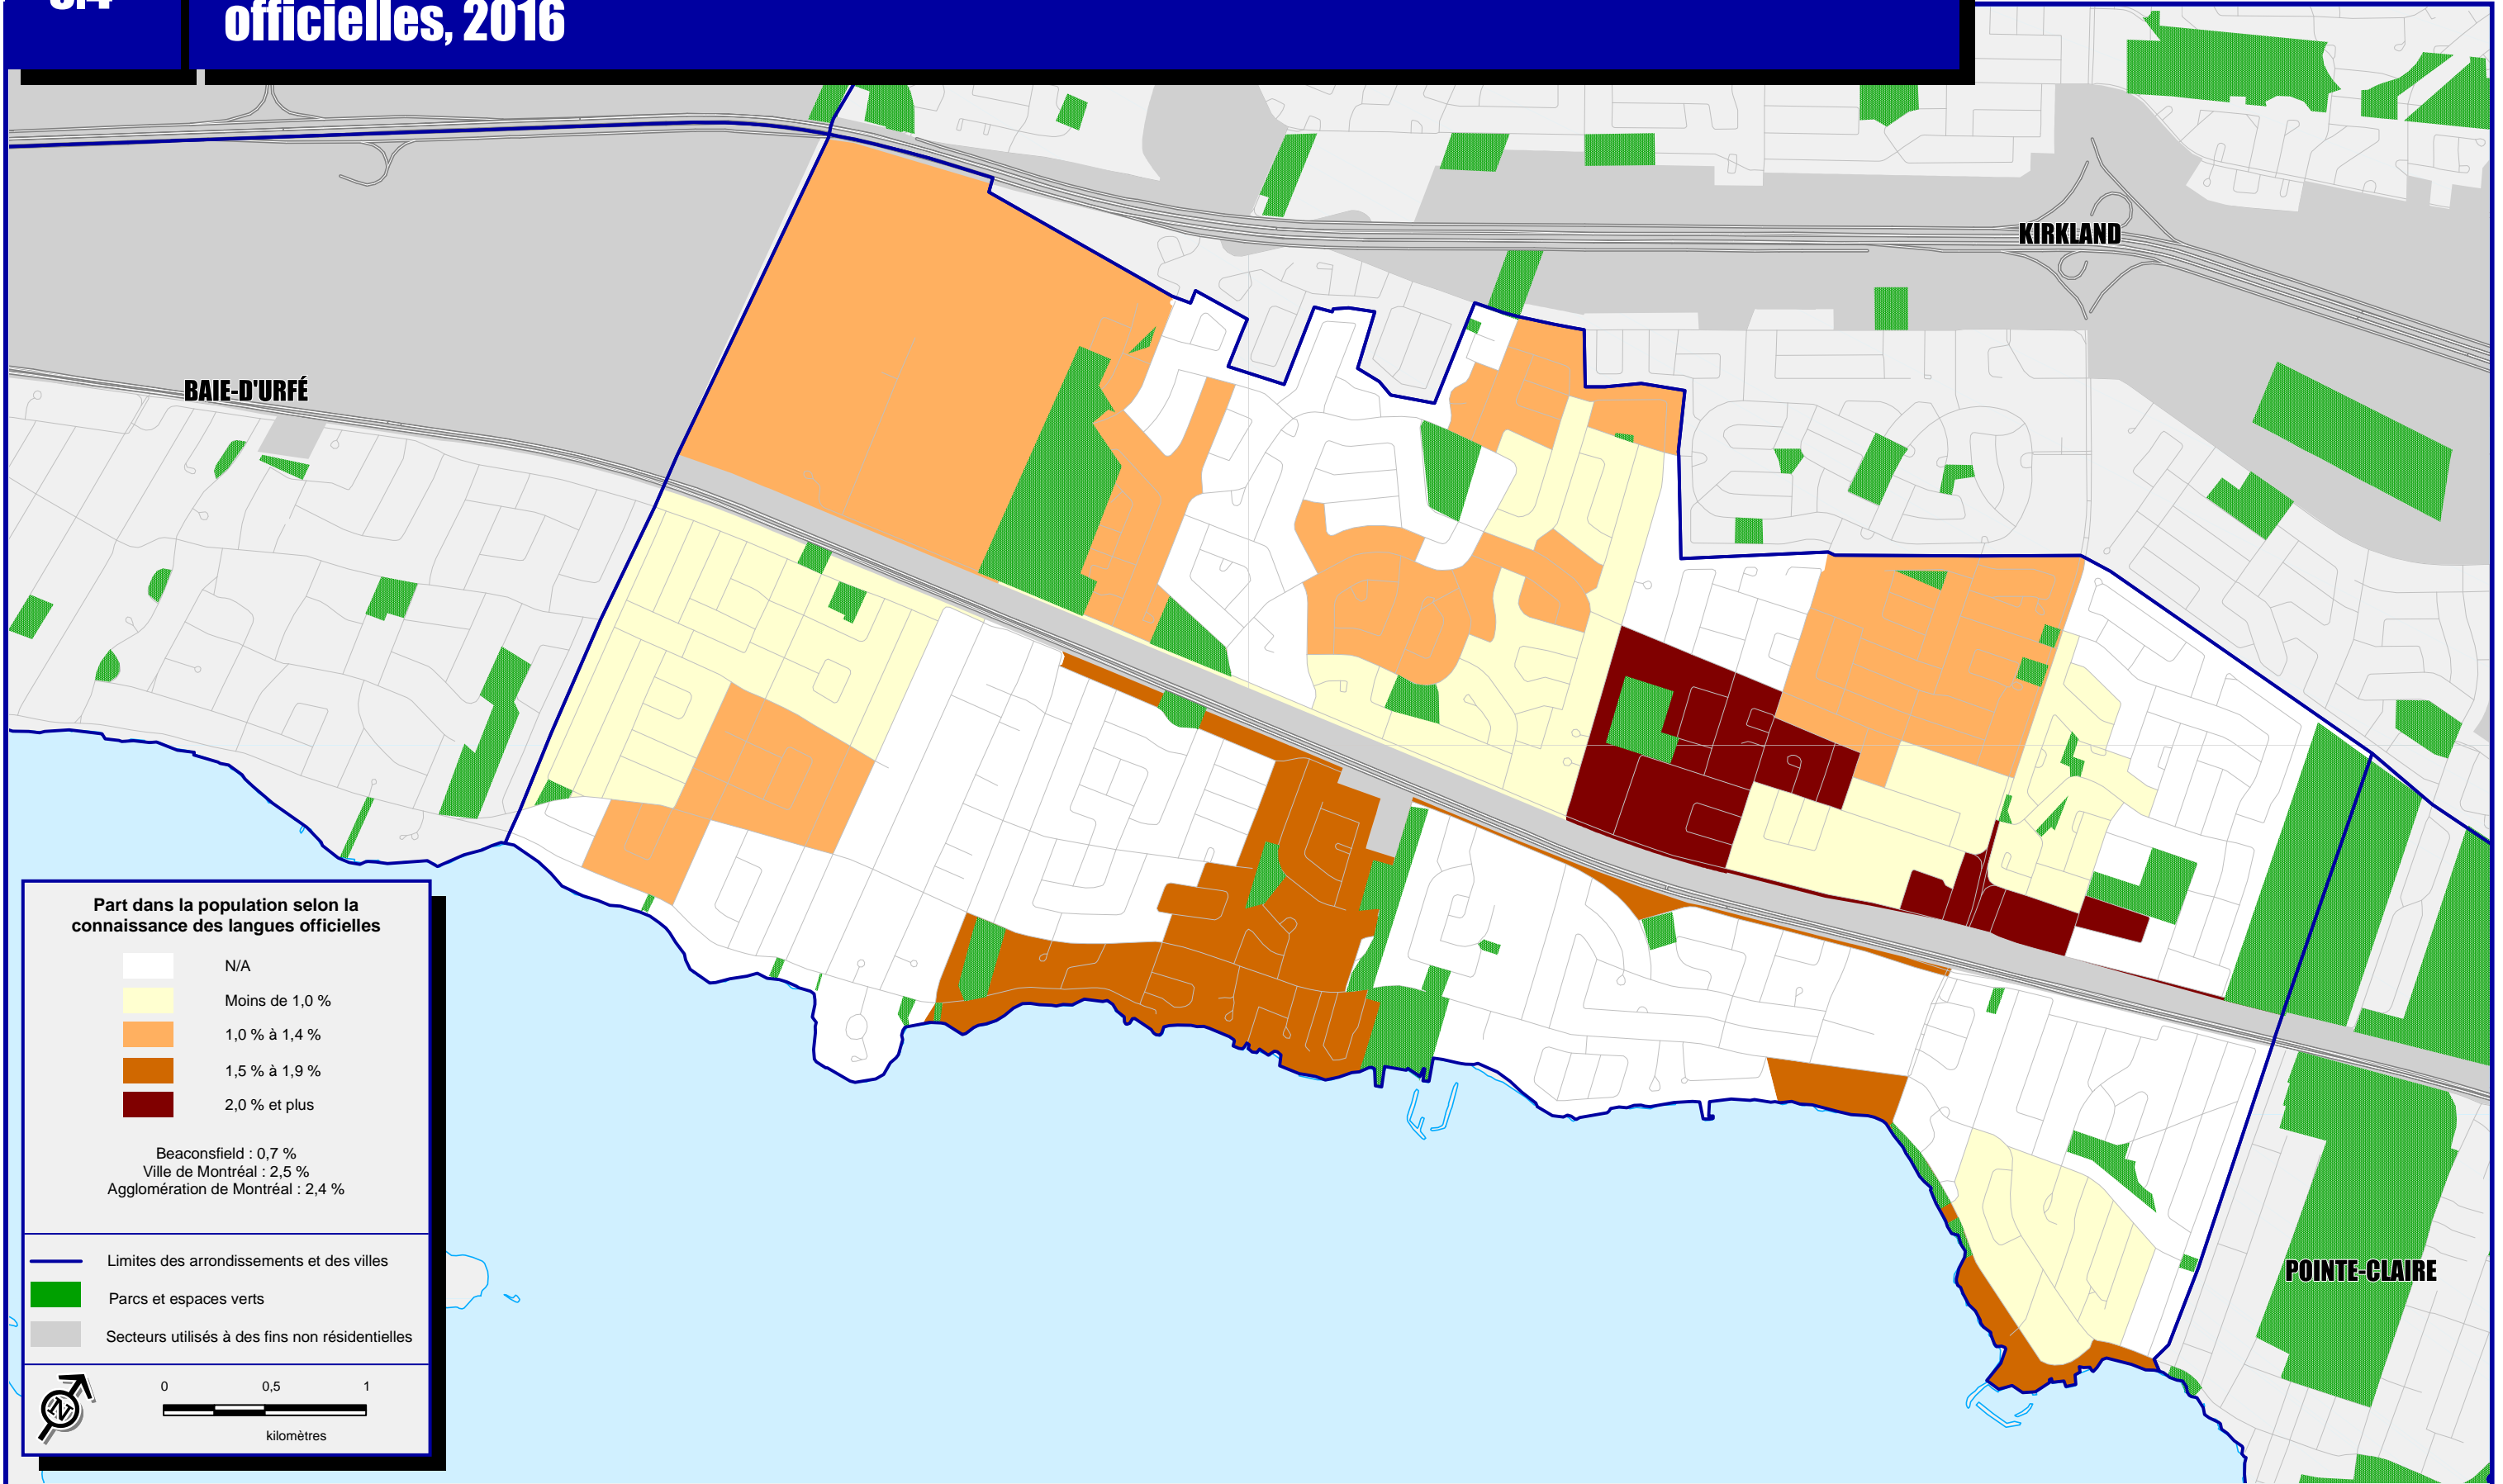 officielles, 2016
KIRKLAND
BAIE-D'URFÉ
POINTE-CLAIRE
Part dans la population selon la
connaissance des langues officielles
N/A
Moins de 1,0 %
1,0 % à 1,4 %
1,5 % à 1,9 %
2,0 % et plus
Beaconsfield : 0,7 %
Ville de Montréal : 2,5 %
Agglomération de Montréal : 2,4 %
Limites des arrondissements et des villes
Parcs et espaces verts
Secteurs utilisés à des fins non résidentielles
N
0 0,5 1
kilomètres